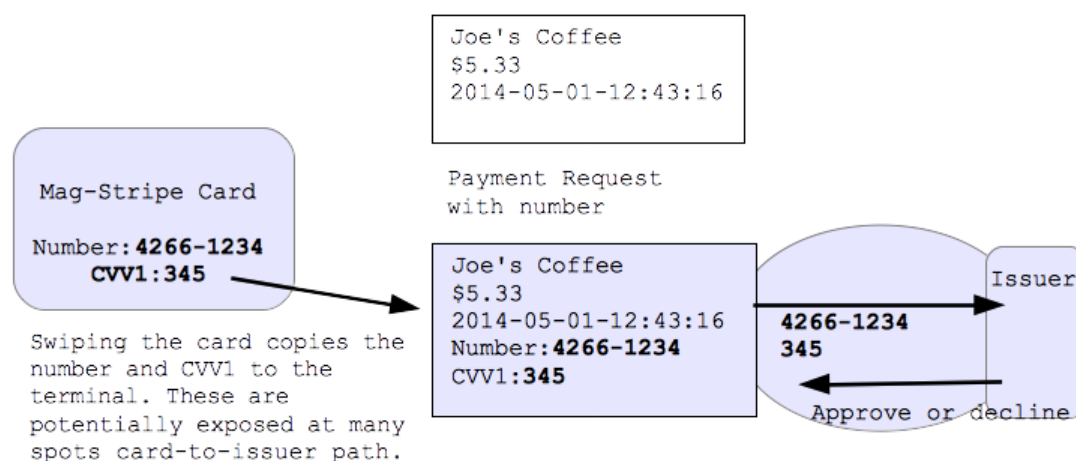 Joe's Coffee
$5.33
2014-05-01-12:43:16
Mag-Stripe Card
Number:4266-1234
CVV1:345
Swiping the card copies the
number and CVV1 to the
terminal. These are
potentially exposed at many
spots card-to-issuer path.
Payment Request
with number
Joe's Coffee
$5.33
2014-05-01-12:43:16
Number:4266-1234
CVV1:345
4266-1234
345
Issuer
Approve or decline